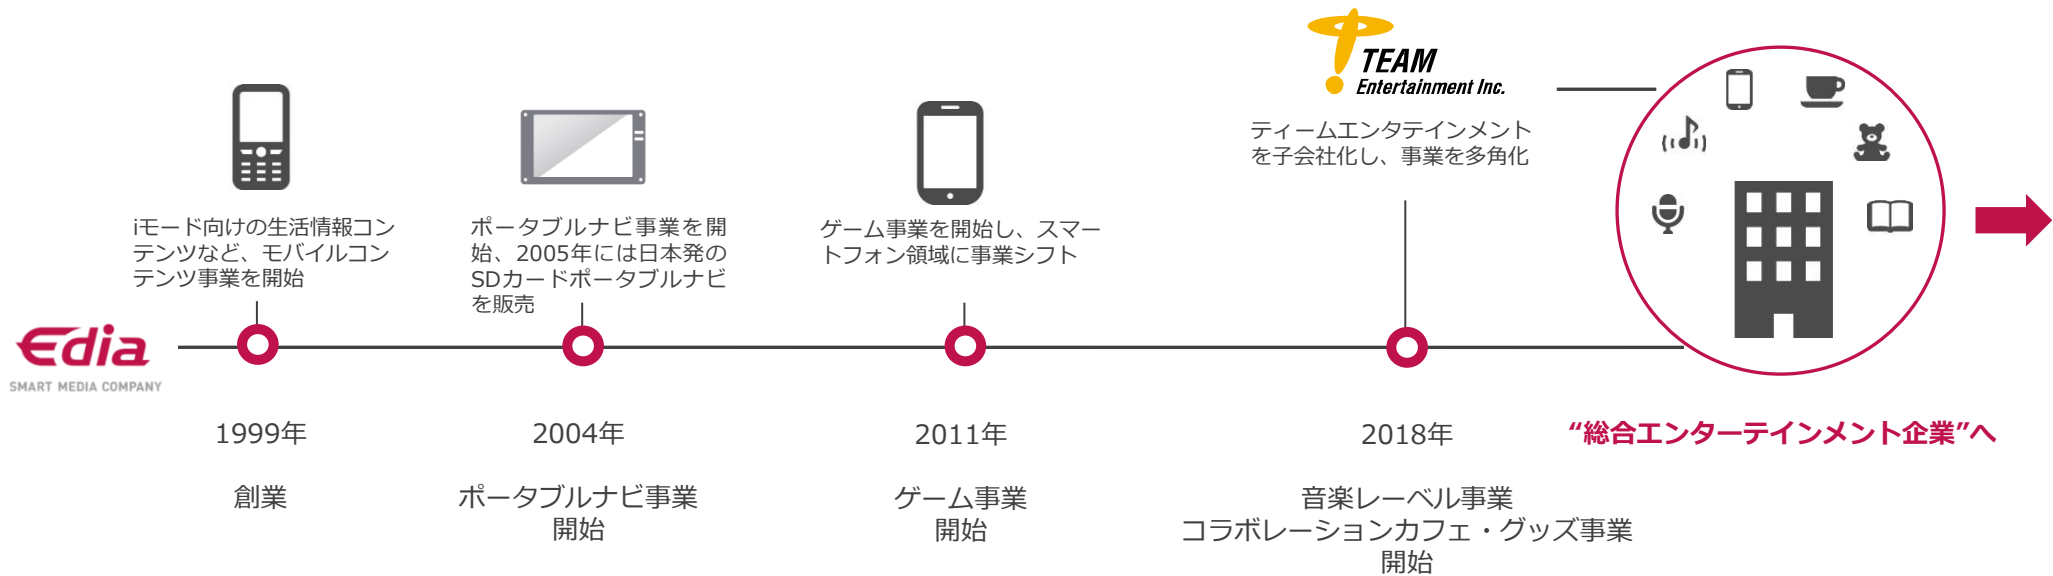 TEAM
Entertainment Inc.
ティームエンタテインメント
を子会社化し、事業を多角化
iモード向けの生活情報コン
テンツなど、モバイルコン
テンツ事業を開始
ポータブルナビ事業を開
始、2005年には日本発の
SDカードポータブルナビ
を販売
ゲーム事業を開始し、スマー
トフォン領域に事業シフト
Edia
SMART MEDIA COMPANY
1999年
創業
2004年
ポータブルナビ事業
開始
2011年
ゲーム事業
開始
2018年
音楽レーベル事業
コラボレーションカフェ・グッズ事業
開始
“総合エンターテインメント企業”へ